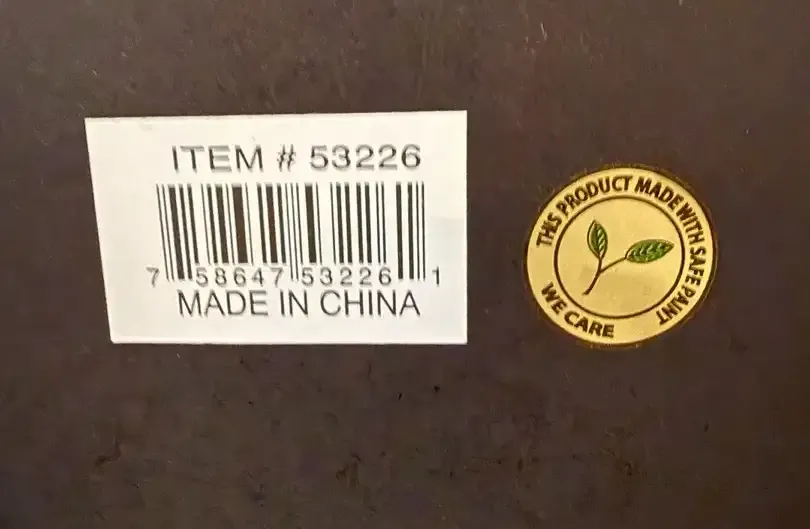 ITEM # 53226
7 58647 53226 1
MADE IN CHINA
THIS PRODUCT MADE WITH SAFE PAINT
WE CARE